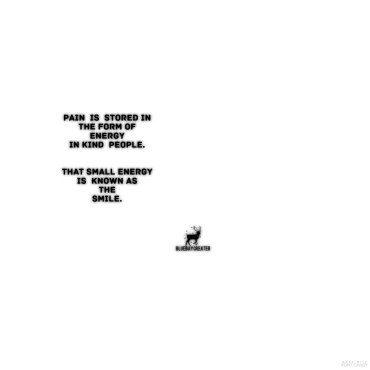 PAIN IS STORED IN
THE FORM OF
ENERGY
IN KIND PEOPLE.
THAT SMALL ENERGY
IS KNOWN AS
THE
SMILE.